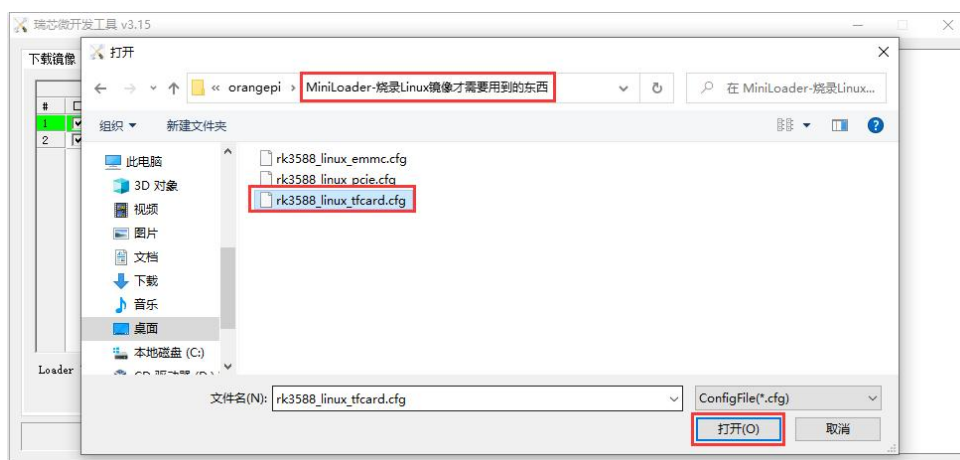 瑞芯微开发工具 v3.15
下载镜像
打开
« orangepi › MiniLoader-烧录Linux镜像才需要用到的东西
在 MiniLoader-烧录Linux...
组织
新建文件夹
#
1
2
此电脑
3D 对象
视频
图片
文档
下载
音乐
桌面
本地磁盘 (C:)
rk3588_linux_emmc.cfg
rk3588_linux_pcie.cfg
rk3588_linux_tfcard.cfg
Loader
文件名(N):
rk3588_linux_tfcard.cfg
ConfigFile(*.cfg)
打开(O)
取消